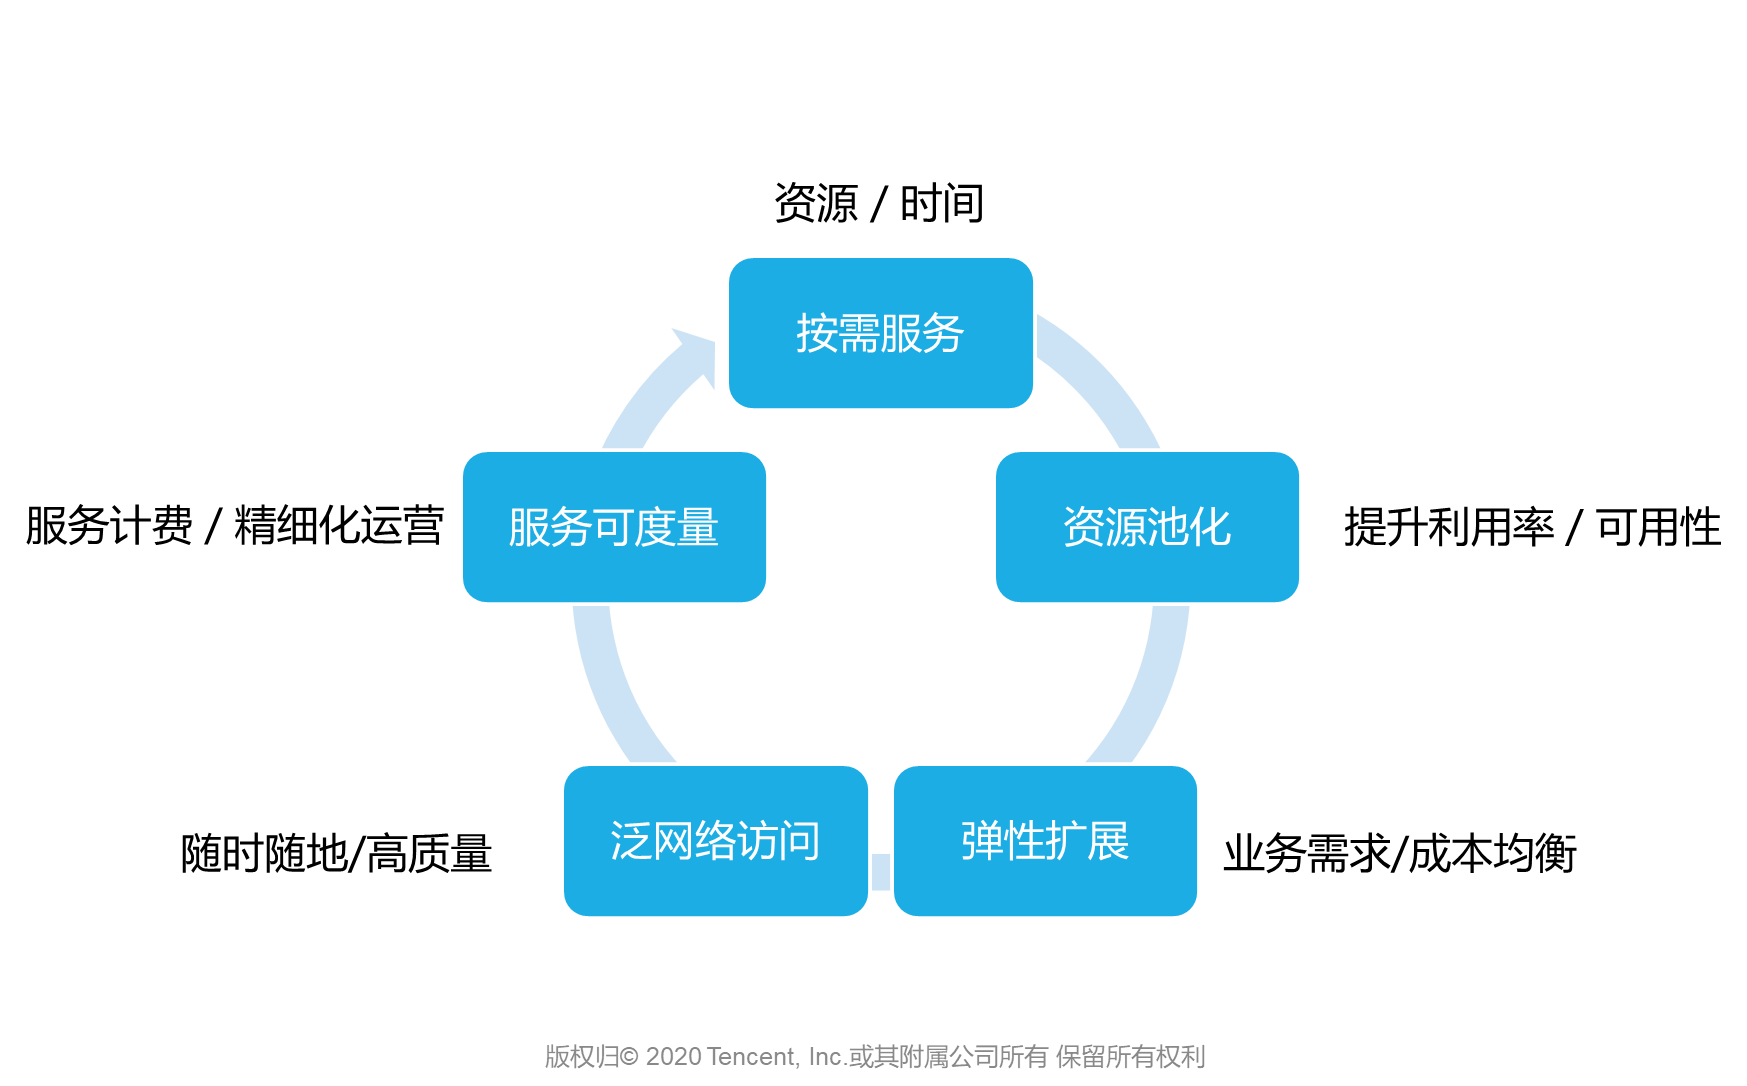 资源 / 时间
按需服务
服务计费 / 精细化运营
服务可度量
资源池化
提升利用率 / 可用性
随时随地/高质量
泛网络访问
弹性扩展
业务需求/成本均衡
版权归© 2020 Tencent, Inc.或其附属公司所有 保留所有权利